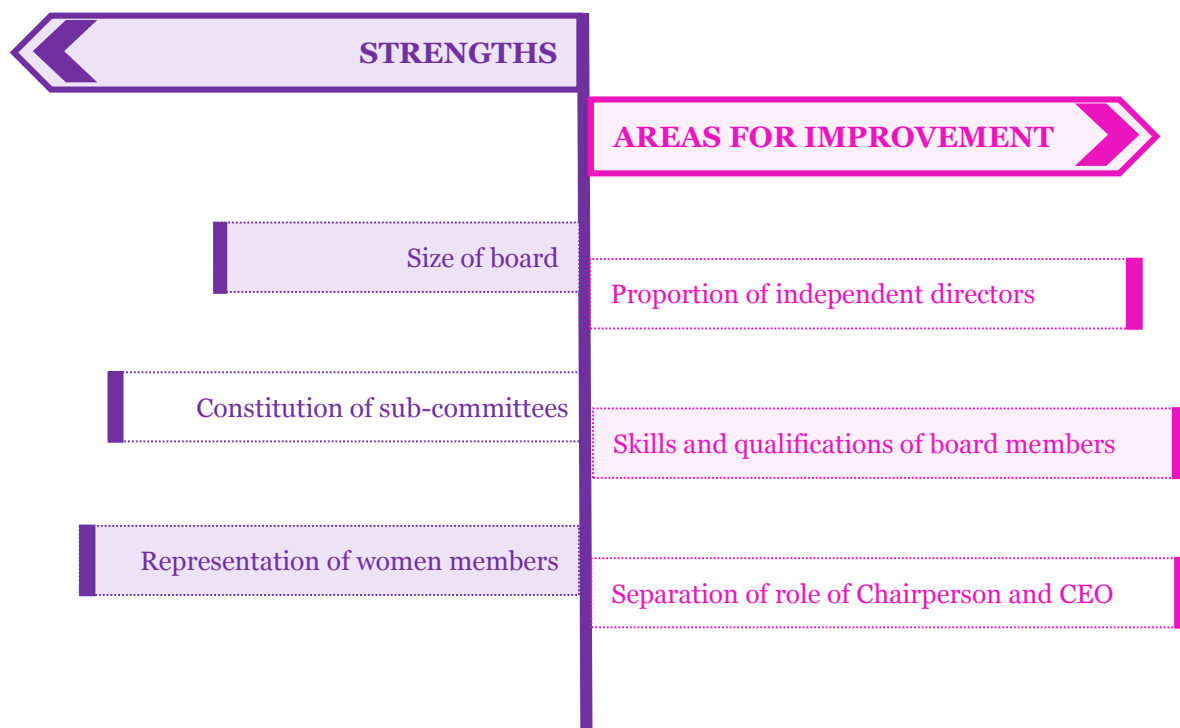 STRENGTHS
AREAS FOR IMPROVEMENT
Size of board
Proportion of independent directors
Constitution of sub-committees
Skills and qualifications of board members
Representation of women members
Separation of role of Chairperson and CEO